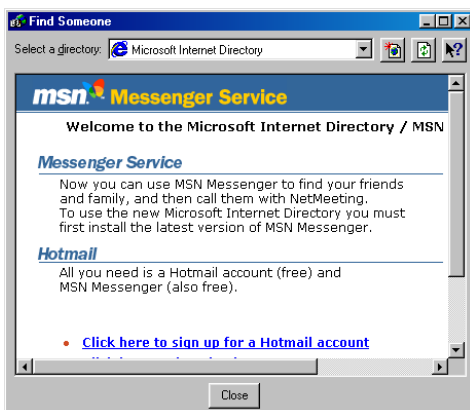 Find Someone
Select a directory: Microsoft Internet Directory
msn. Messenger Service
Welcome to the Microsoft Internet Directory / MSN
Messenger Service
Now you can use MSN Messenger to find your friends
and family, and then call them with NetMeeting.
To use the new Microsoft Internet Directory you must
first install the latest version of MSN Messenger.
Hotmail
All you need is a Hotmail account (free) and
MSN Messenger (also free).
• Click here to sign up for a Hotmail account
Close